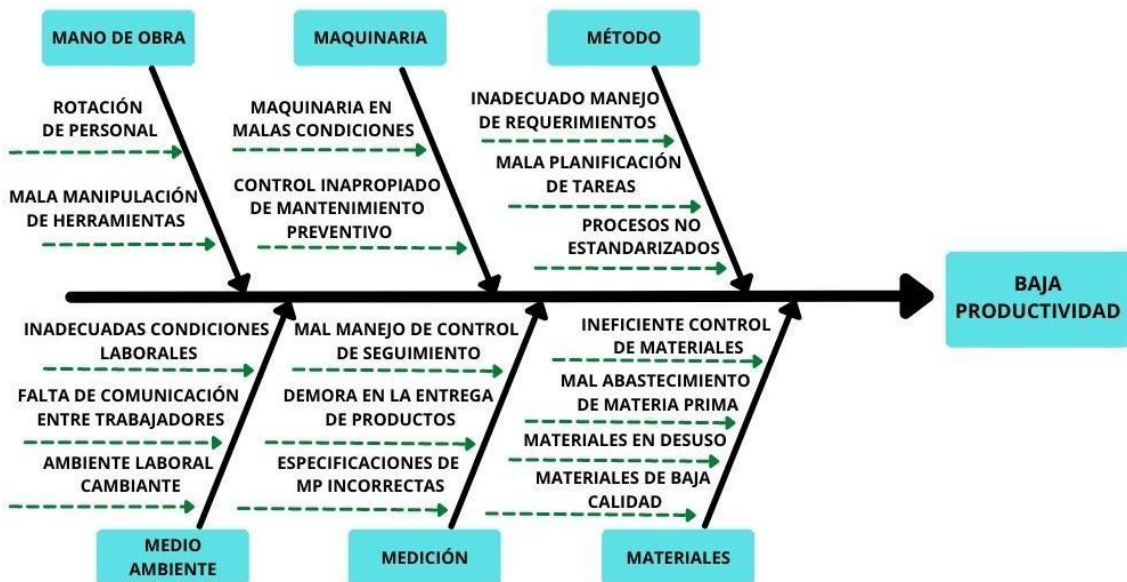 MANO DE OBRA
MAQUINARIA
MÉTODO
ROTACIÓN
DE PERSONAL
MALA MANIPULACIÓN
DE HERRAMIENTAS
MAQUINARIA EN
MALAS CONDICIONES
CONTROL INAPROPIADO
DE MANTENIMIENTO
PREVENTIVO
INADECUADO MANEJO
DE REQUERIMIENTOS
MALA PLANIFICACIÓN
DE TAREAS
PROCESOS NO
ESTANDARIZADOS
BAJA
PRODUCTIVIDAD
INADECUADAS CONDICIONES
LABORALES
FALTA DE COMUNICACIÓN
ENTRE TRABAJADORES
AMBIENTE LABORAL
CAMBIANTE
MAL MANEJO DE CONTROL
DE SEGUIMIENTO
DEMORA EN LA ENTREGA
DE PRODUCTOS
ESPECIFICACIONES DE
MP INCORRECTAS
INEFICIENTE CONTROL
DE MATERIALES
MAL ABASTECIMIENTO
DE MATERIA PRIMA
MATERIALES EN DESUSO
MATERIALES DE BAJA
CALIDAD
MEDIO
AMBIENTE
MEDICIÓN
MATERIALES